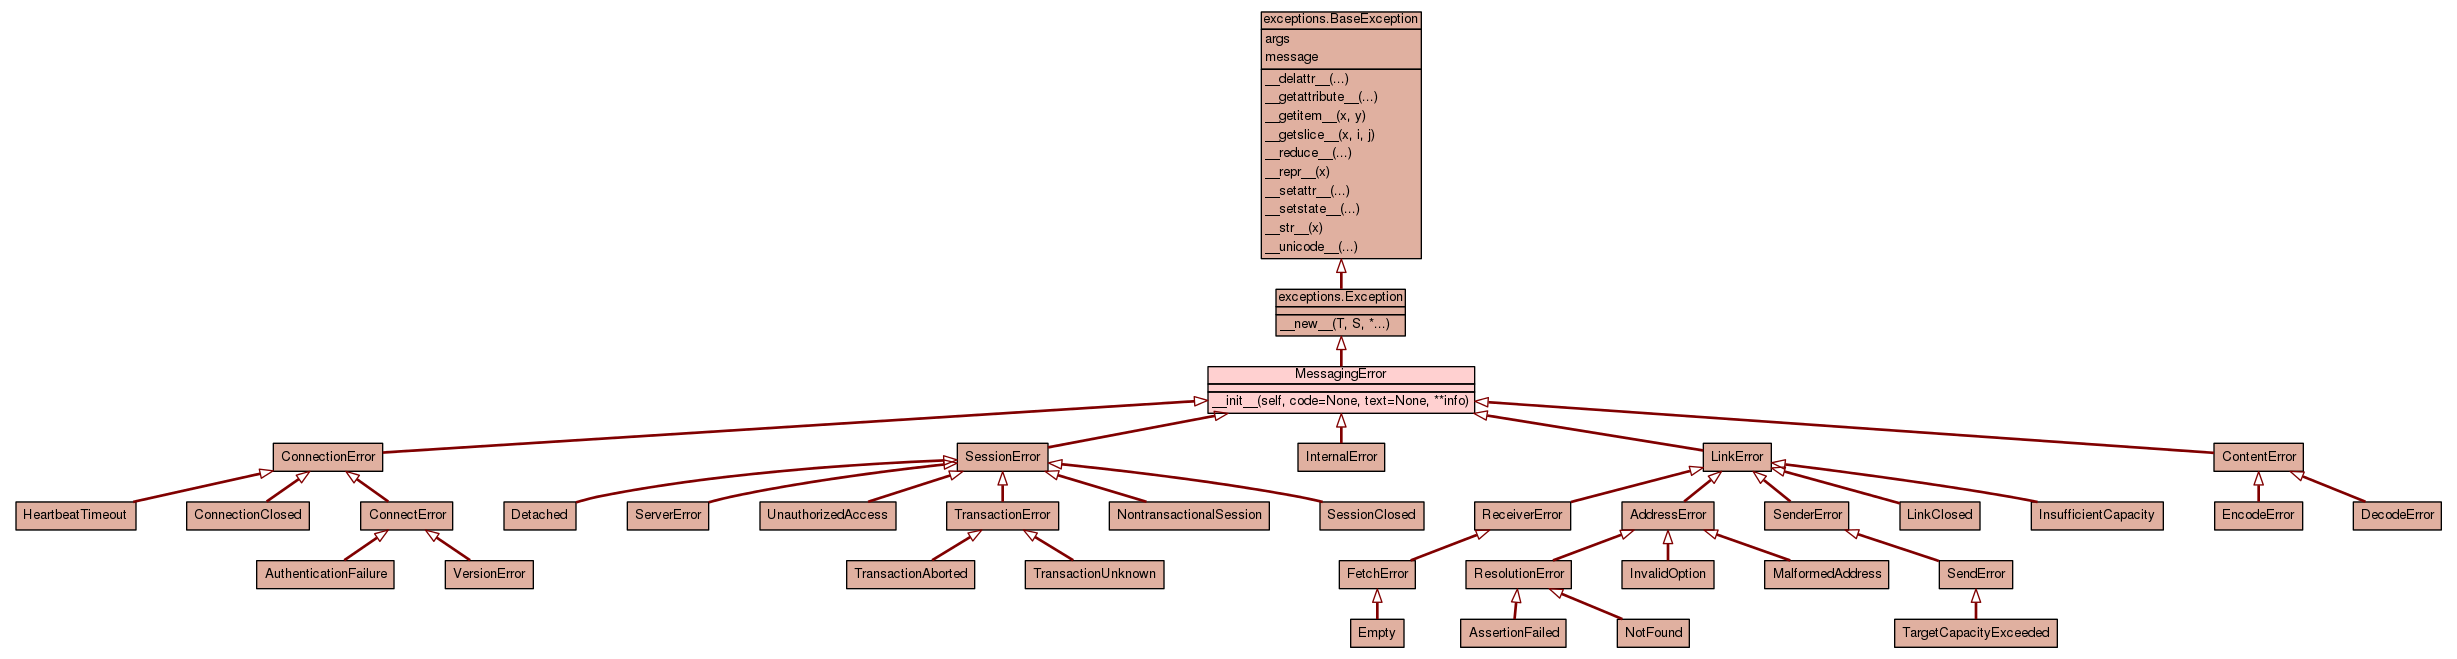 exceptions.BaseException
args
message
__delattr__(...)
__getattribute__(...)
__getitem__(x, y)
__getslice__(x, i, j)
__reduce__(...)
__repr__(x)
__setattr__(...)
__setstate__(...)
__str__(x)
__unicode__(...)
exceptions.Exception
__new__(T, S, *...)
MessagingError
__init__(self, code=None, text=None, **info)
ConnectionError
SessionError
InternalError
LinkError
ContentError
HeartbeatTimeout
ConnectionClosed
ConnectError
Detached
ServerError
UnauthorizedAccess
TransactionError
NontransactionalSession
SessionClosed
ReceiverError
AddressError
SenderError
LinkClosed
InsufficientCapacity
EncodeError
DecodeError
AuthenticationFailure
VersionError
TransactionAborted
TransactionUnknown
FetchError
ResolutionError
InvalidOption
MalformedAddress
SendError
Empty
AssertionFailed
NotFound
TargetCapacityExceeded